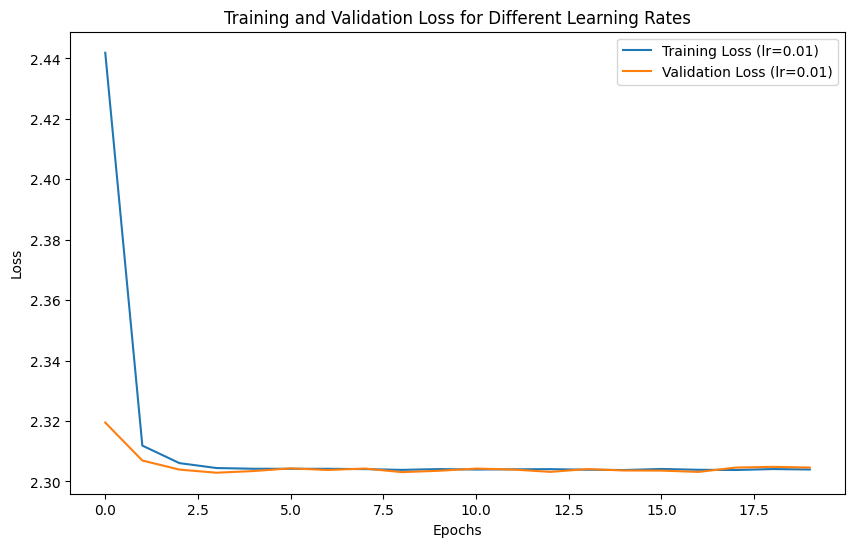 Training and Validation Loss for Different Learning Rates
Training Loss (lr=0.01)
Validation Loss (lr=0.01)
Loss
2.44
2.42
2.40
2.38
2.36
2.34
2.32
2.30
0.0 2.5 5.0 7.5 10.0 12.5 15.0 17.5
Epochs